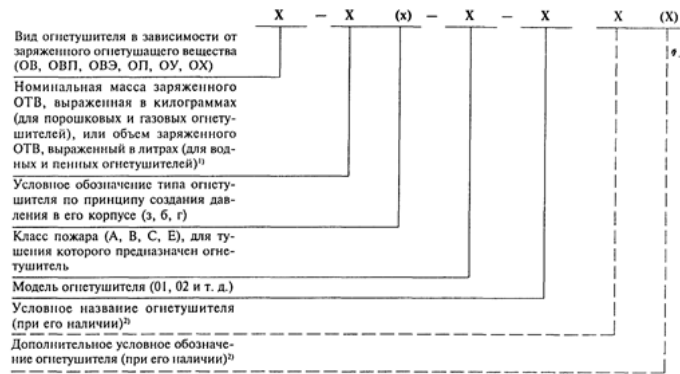 X – X (x) – X – X X (X)
Вид огнетушителя в зависимости от
заряженного огнетушащего вещества
(ОВ, ОВП, ОВЭ, ОП, ОУ, ОХ)
Номинальная масса заряженного
ОТВ, выраженная в килограммах
(для порошковых и газовых огнету-
шителей), или объем заряженного
ОТВ, выраженный в литрах (для вод-
ных и пенных огнетушителей)¹⁾
Условное обозначение типа огнету-
шителя по принципу создания дав-
ления в его корпусе (з, б, г)
Класс пожара (А, В, С, Е), для ту-
шения которого предназначен огне-
тушитель
Модель огнетушителя (01, 02 и т. д.)
Условное название огнетушителя
(при его наличии)²⁾
Дополнительное условное обозначе-
ние огнетушителя (при его наличии)²⁾